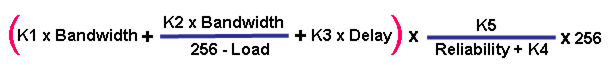 (K1 x Bandwidth + K2 x Bandwidth / 256 - Load + K3 x Delay) x K5 / Reliability + K4 x 256